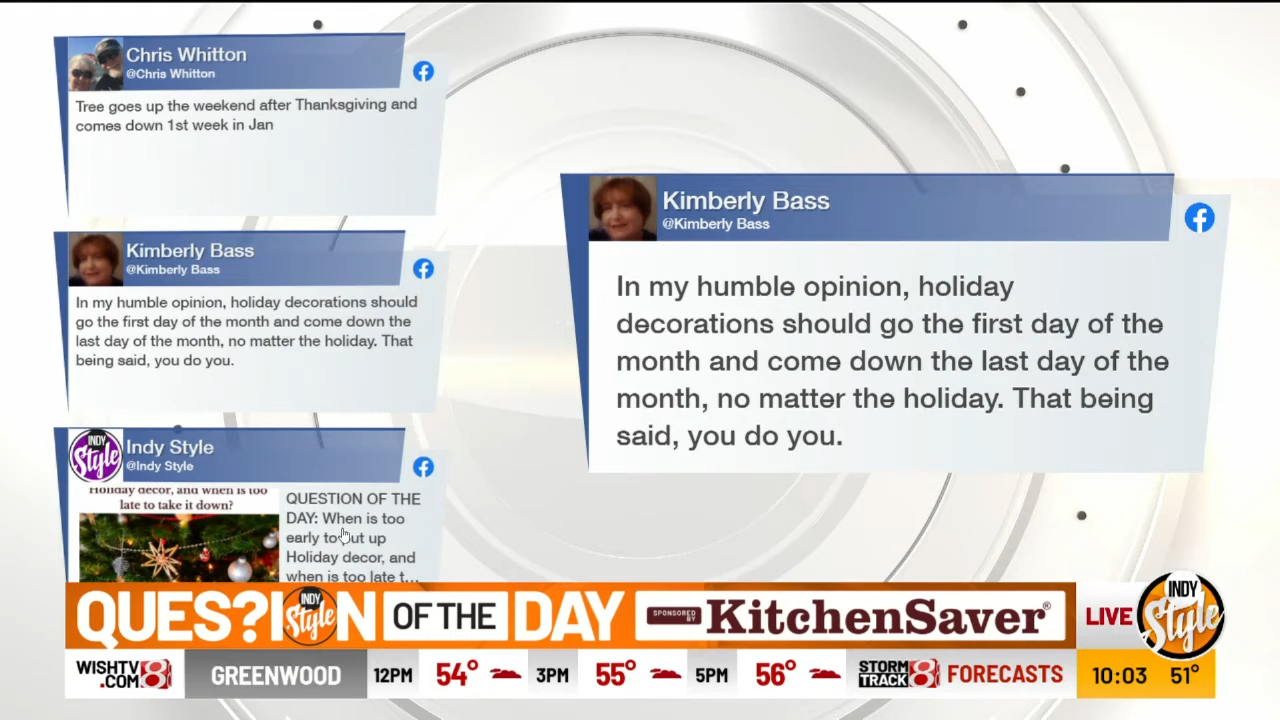 Chris Whitton
@Chris Whitton
Tree goes up the weekend after Thanksgiving and
comes down 1st week in Jan
Kimberly Bass
@Kimberly Bass
In my humble opinion, holiday decorations should
go the first day of the month and come down the
last day of the month, no matter the holiday. That
being said, you do you.
INDY
Style
Indy Style
@Indy Style
Holiday decor, and when is too
late to take it down?
QUESTION OF THE
DAY: When is too
early to put up
Holiday decor, and
when is too late t...
Kimberly Bass
@Kimberly Bass
In my humble opinion, holiday
decorations should go the first day of the
month and come down the last day of the
month, no matter the holiday. That being
said, you do you.
QUES?I INDY Style N OF THE DAY
SPONSORED
BY
KitchenSaver®
LIVE
INDY
Style
WISHTV
.COM 8
GREENWOOD
12PM 54° 3PM 55° 5PM 56°
STORM
TRACK 8
FORECASTS
10:03 51°